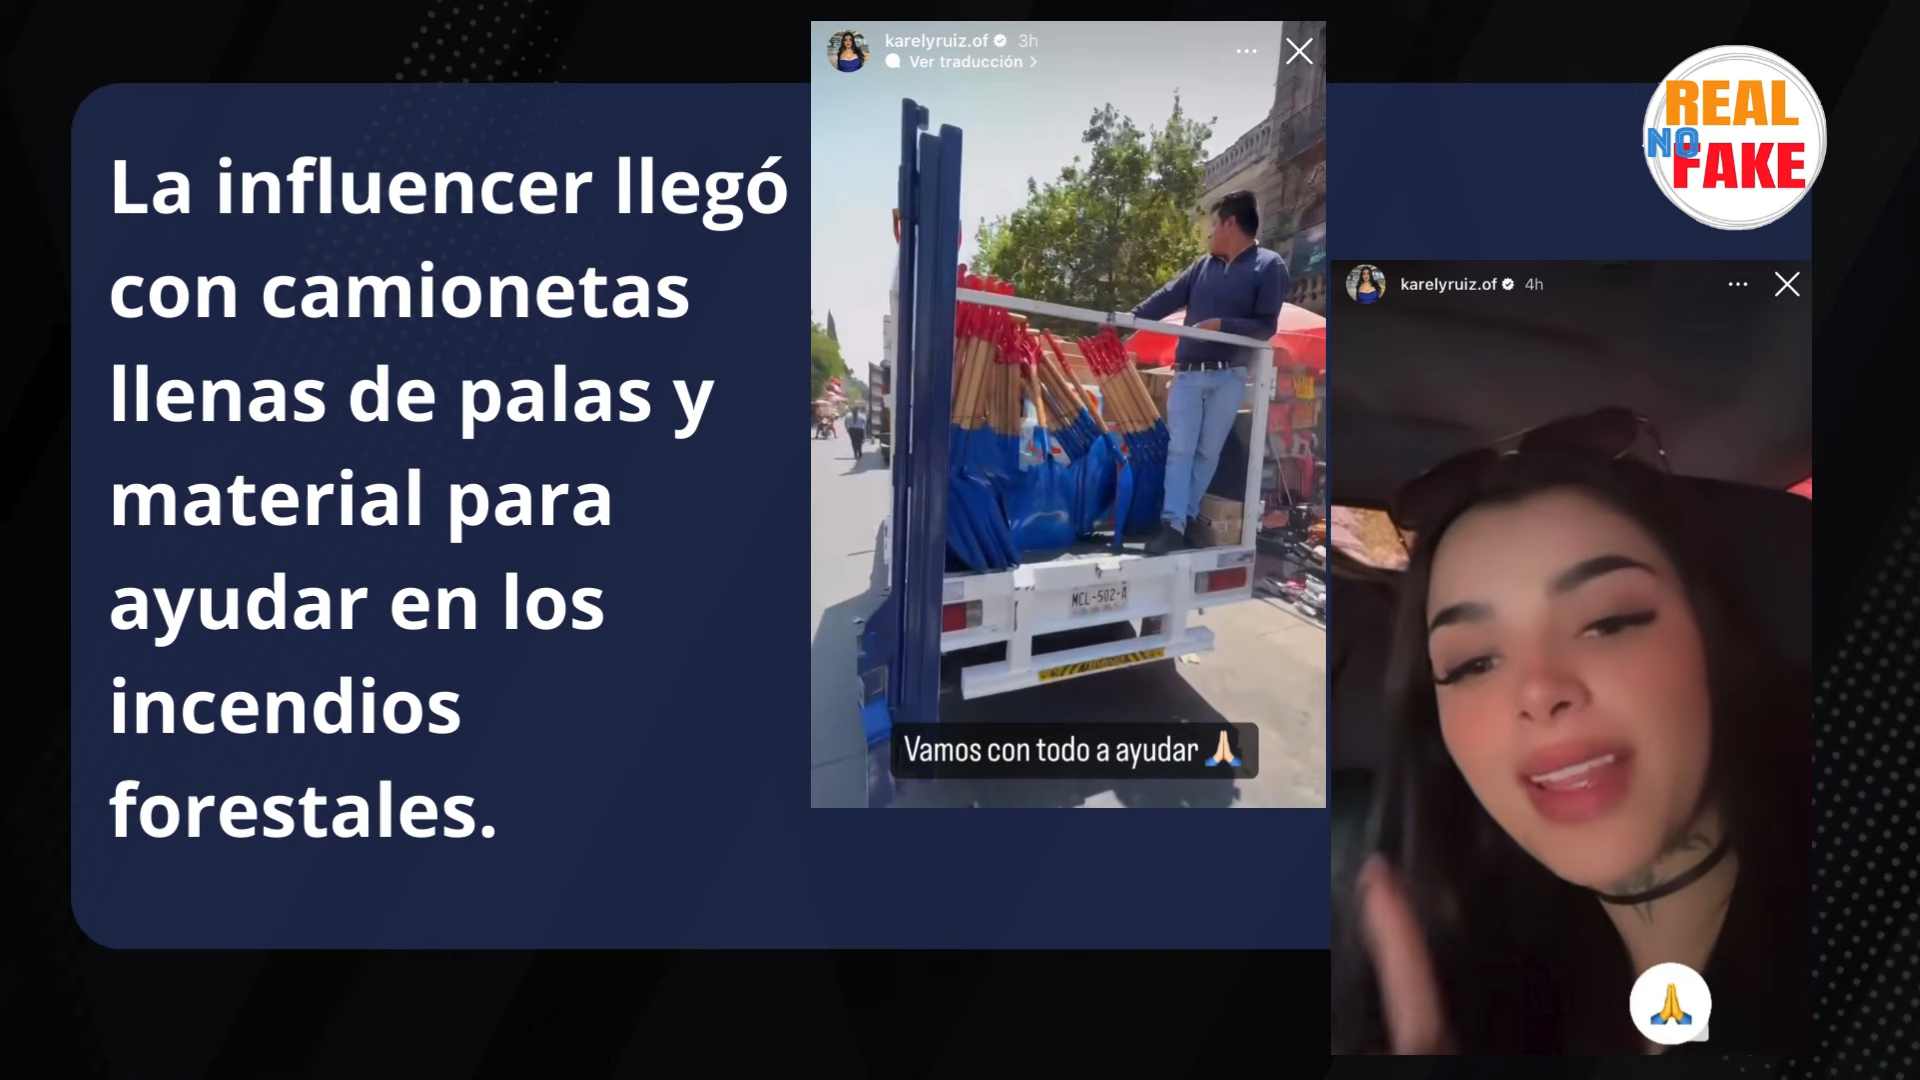 La influencer llegó
con camionetas
llenas de palas y
material para
ayudar en los
incendios
forestales.
karelyruiz.of 3h
Ver traducción >
MCL-502-A
Vamos con todo a ayudar 🙏🏻
REAL
NO
FAKE
karelyruiz.of 4h